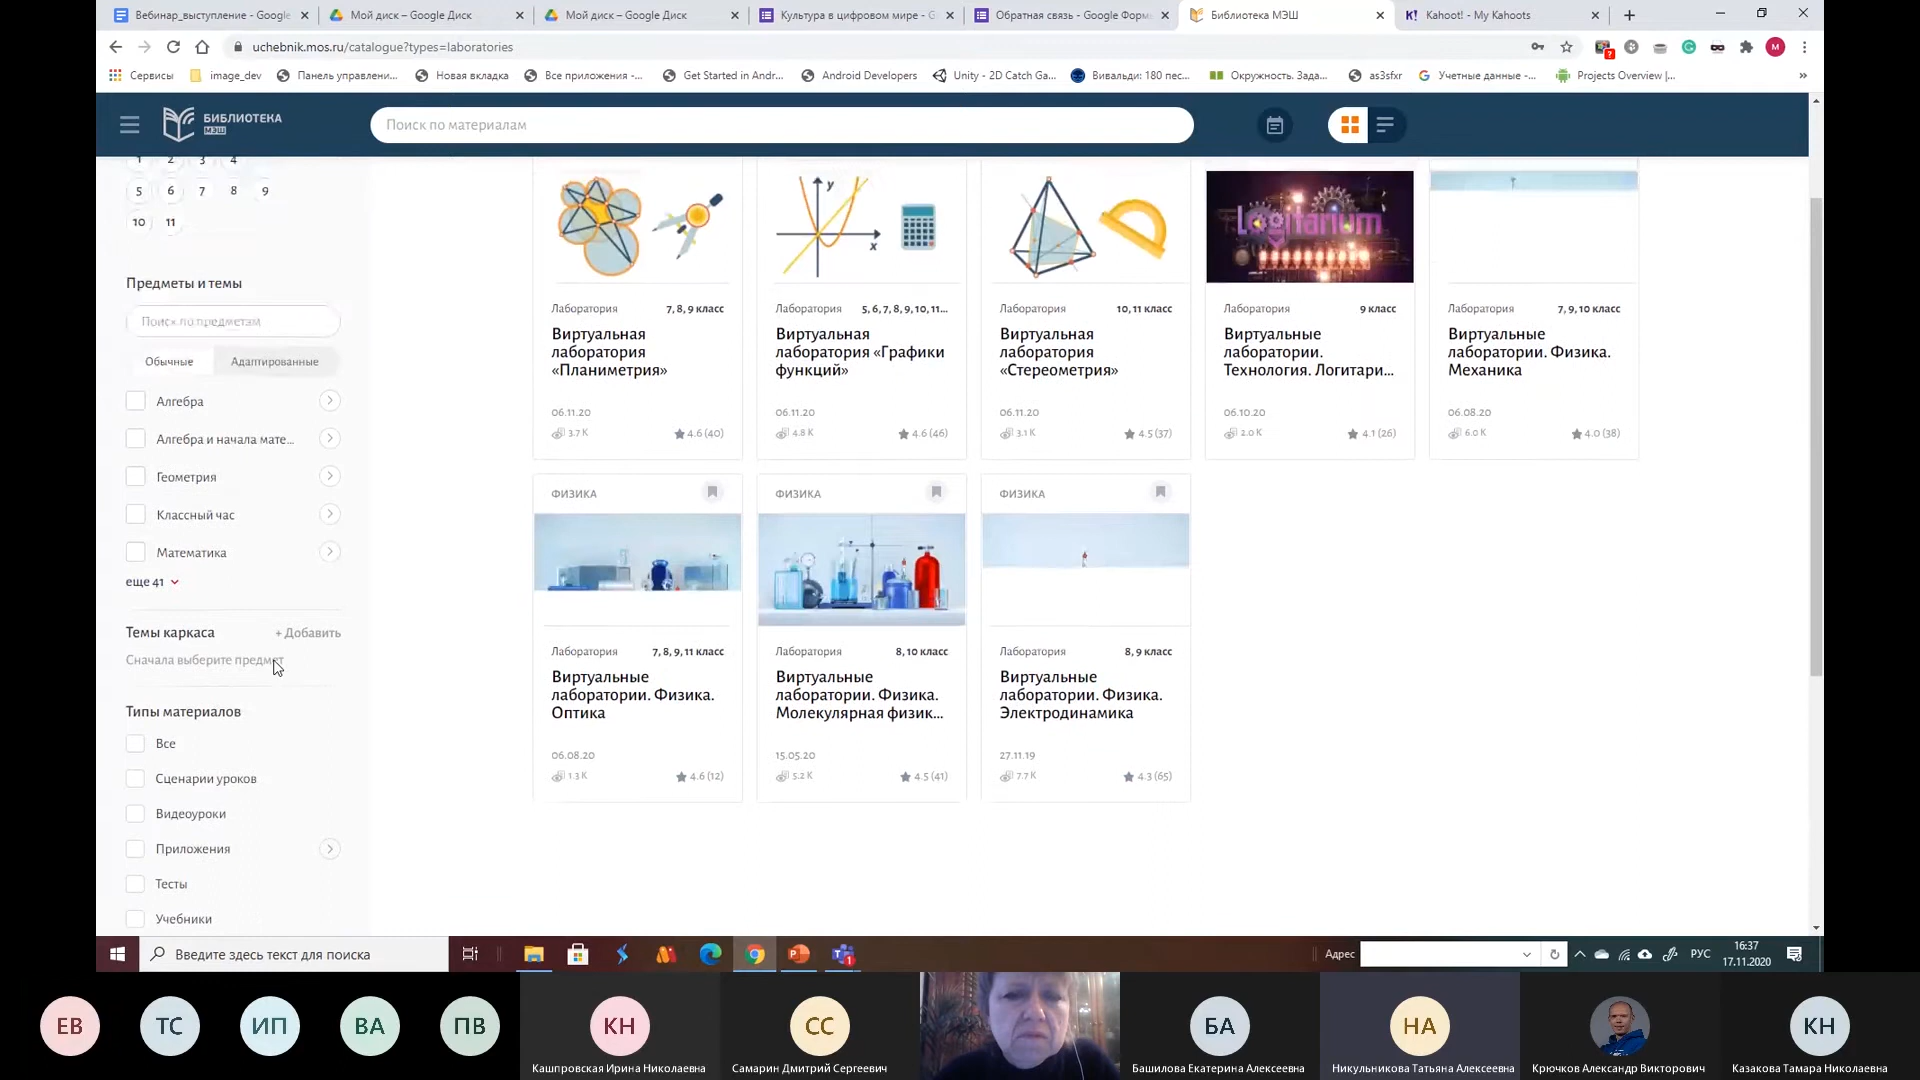 Вебинар_выступление - Google
Мой диск – Google Диск
Мой диск – Google Диск
Культура в цифровом мире - G
Обратная связь - Google Форм
Библиотека МЭШ
K! Kahoot! - My Kahoots
uchebnik.mos.ru/catalogue?types=laboratories
Сервисы
image_dev
Панель управлени...
Новая вкладка
Все приложения -...
Get Started in Andr...
Android Developers
Unity - 2D Catch Ga...
Вивальди: 180 пес...
Окружность. Зада...
as3sfxr
Учетные данные -...
Projects Overview |...
»
БИБЛИОТЕКА
МЭШ
Поиск по материалам
1 2 3 4
5 6 7 8 9
10 11
Предметы и темы
Поиск по предметам
Обычные Адаптированные
Алгебра
Алгебра и начала мате...
Геометрия
Классный час
Математика
еще 41
Темы каркаса + Добавить
Сначала выберите предмет
Типы материалов
Все
Сценарии уроков
Видеоуроки
Приложения
Тесты
Учебники
Лаборатория 7, 8, 9 класс
Виртуальная
лаборатория
«Планиметрия»
06.11.20
3.7 K 4.6 (40)
y
x
Лаборатория 5, 6, 7, 8, 9, 10, 11...
Виртуальная
лаборатория «Графики
функций»
06.11.20
4.8 K 4.6 (46)
Лаборатория 10, 11 класс
Виртуальная
лаборатория
«Стереометрия»
06.11.20
3.1 K 4.5 (37)
Logitarium
Лаборатория 9 класс
Виртуальные
лаборатории.
Технология. Логитари...
06.10.20
2.0 K 4.1 (26)
Лаборатория 7, 9, 10 класс
Виртуальные
лаборатории. Физика.
Механика
06.08.20
6.0 K 4.0 (38)
ФИЗИКА
Лаборатория 7, 8, 9, 11 класс
Виртуальные
лаборатории. Физика.
Оптика
06.08.20
1.3 K 4.6 (12)
ФИЗИКА
Лаборатория 8, 10 класс
Виртуальные
лаборатории. Физика.
Молекулярная физик...
15.05.20
5.2 K 4.5 (41)
ФИЗИКА
Лаборатория 8, 9 класс
Виртуальные
лаборатории. Физика.
Электродинамика
27.11.19
7.7 K 4.3 (65)
Введите здесь текст для поиска
Адрес
РУС
16:37
17.11.2020
ЕВ
ТС
ИП
ВА
ПВ
КН
Кашпровская Ирина Николаевна
СС
Самарин Дмитрий Сергеевич
БА
Башилова Екатерина Алексеевна
НА
Никульникова Татьяна Алексеевна
Крючков Александр Викторович
КН
Казакова Тамара Николаевна